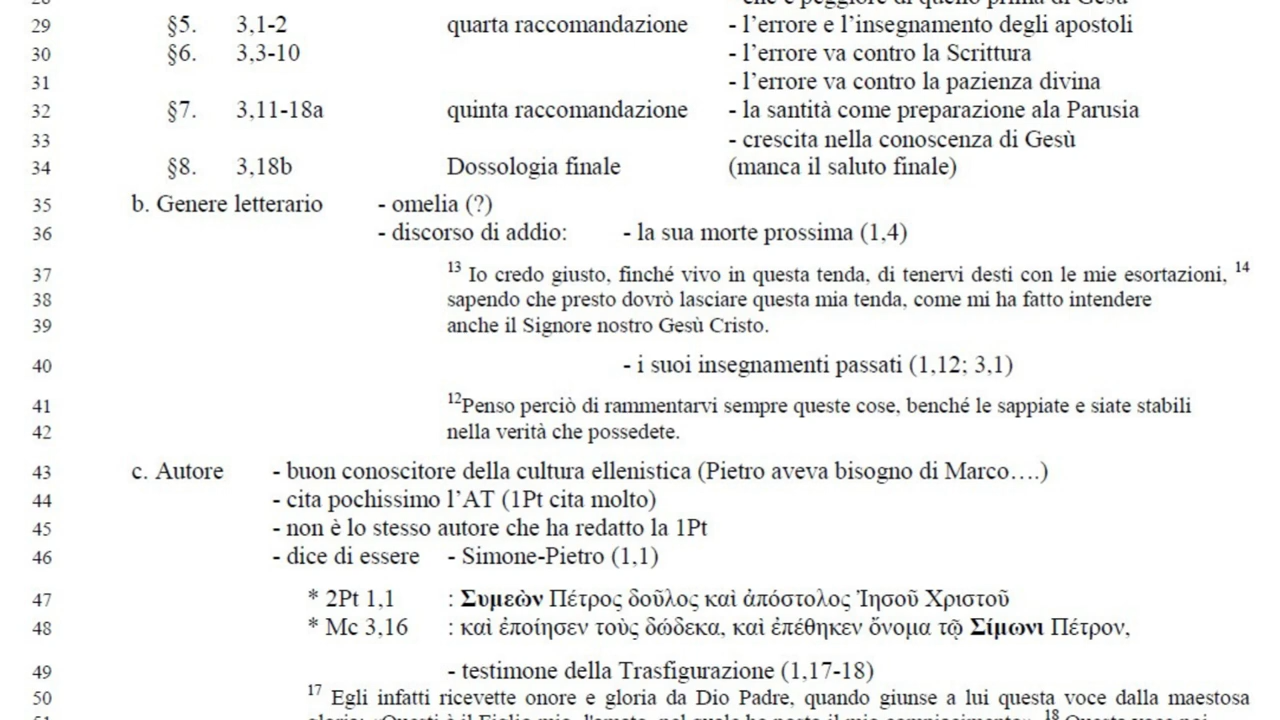 28 - che è peggiore di quello prima di Gesù
29 §5. 3,1-2 quarta raccomandazione - l’errore e l’insegnamento degli apostoli
30 §6. 3,3-10 - l’errore va contro la Scrittura
31 - l’errore va contro la pazienza divina
32 §7. 3,11-18a quinta raccomandazione - la santità come preparazione ala Parusia
33 - crescita nella conoscenza di Gesù
34 §8. 3,18b Dossologia finale (manca il saluto finale)
35 b. Genere letterario - omelia (?)
36 - discorso di addio: - la sua morte prossima (1,4)
37 13 Io credo giusto, finché vivo in questa tenda, di tenervi desti con le mie esortazioni, 14
38 sapendo che presto dovrò lasciare questa mia tenda, come mi ha fatto intendere
39 anche il Signore nostro Gesù Cristo.
40 - i suoi insegnamenti passati (1,12; 3,1)
41 12Penso perciò di rammentarvi sempre queste cose, benché le sappiate e siate stabili
42 nella verità che possedete.
43 c. Autore - buon conoscitore della cultura ellenistica (Pietro aveva bisogno di Marco….)
44 - cita pochissimo l’AT (1Pt cita molto)
45 - non è lo stesso autore che ha redatto la 1Pt
46 - dice di essere - Simone-Pietro (1,1)
47 * 2Pt 1,1 : Συμεὼν Πέτρος δοῦλος καὶ ἀπόστολος Ἰησοῦ Χριστοῦ
48 * Mc 3,16 : καὶ ἐποίησεν τοὺς δώδεκα, καὶ ἐπέθηκεν ὄνομα τῷ Σίμωνι Πέτρον,
49 - testimone della Trasfigurazione (1,17-18)
50 17 Egli infatti ricevette onore e gloria da Dio Padre, quando giunse a lui questa voce dalla maestosa